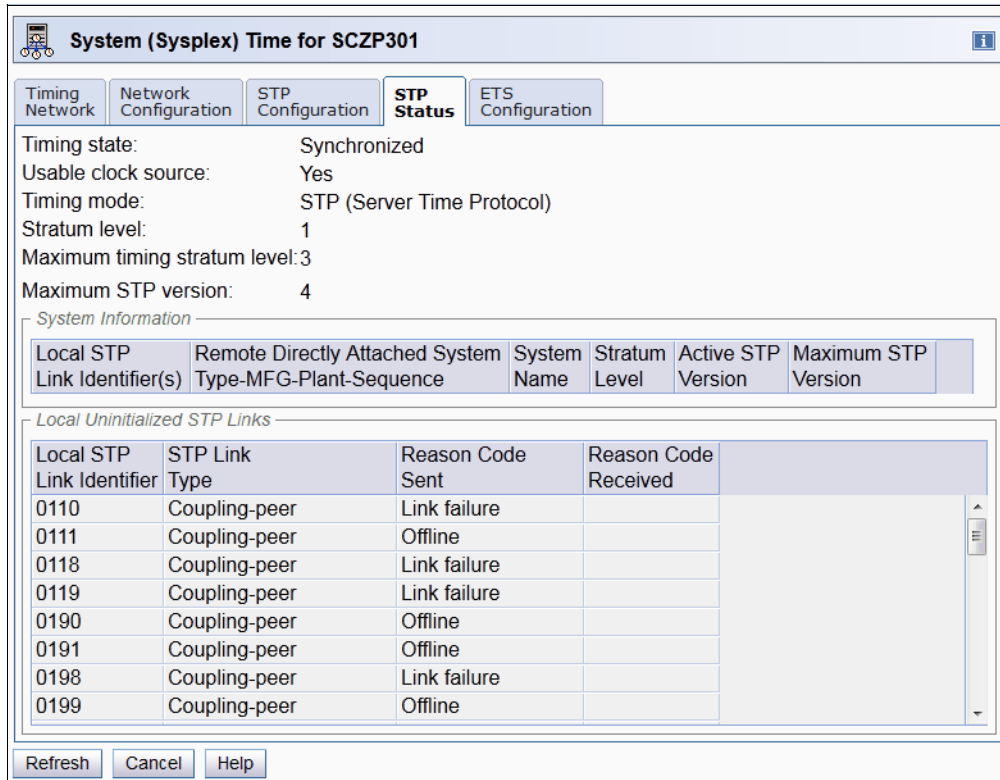 System (Sysplex) Time for SCZP301
Timing Network
Network Configuration
STP Configuration
STP Status
ETS Configuration
Timing state: Synchronized
Usable clock source: Yes
Timing mode: STP (Server Time Protocol)
Stratum level: 1
Maximum timing stratum level: 3
Maximum STP version: 4
System Information
Local STP Remote Directly Attached System System Stratum Active STP Maximum STP
Link Identifier(s) Type-MFG-Plant-Sequence Name Level Version Version
Local Uninitialized STP Links
Local STP STP Link Reason Code Reason Code
Link Identifier Type Sent Received
0110 Coupling-peer Link failure
0111 Coupling-peer Offline
0118 Coupling-peer Link failure
0119 Coupling-peer Link failure
0190 Coupling-peer Offline
0191 Coupling-peer Offline
0198 Coupling-peer Link failure
0199 Coupling-peer Offline
Refresh Cancel Help